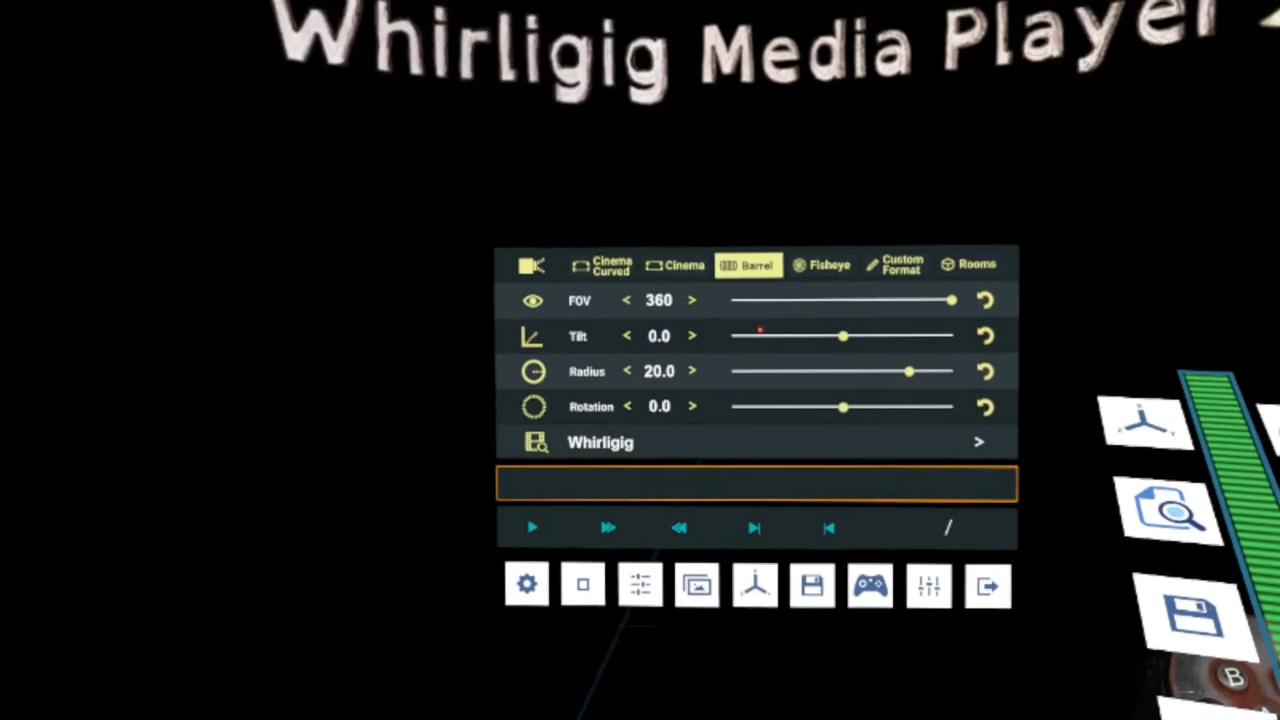 Whirligig Media Player
Cinema Curved Cinema Barrel Fisheye Custom Format Rooms
FOV < 360 >
Tilt < 0.0 >
Radius < 20.0 >
Rotation < 0.0 >
Whirligig >
/
B